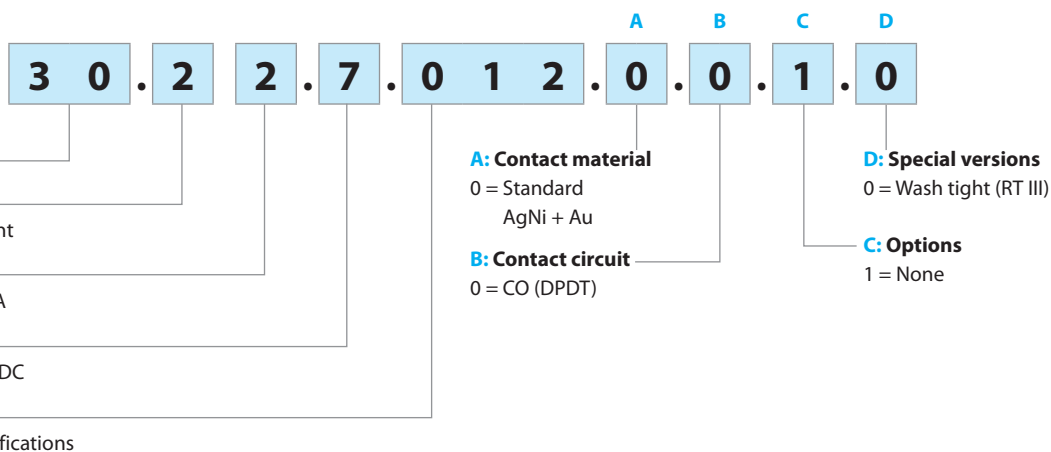 A B C D
3 0 . 2 2 . 7 . 0 1 2 . 0 . 0 . 1 . 0
A: Contact material
0 = Standard
AgNi + Au
B: Contact circuit
0 = CO (DPDT)
D: Special versions
0 = Wash tight (RT III)
C: Options
1 = None
nt
A
DC
fications